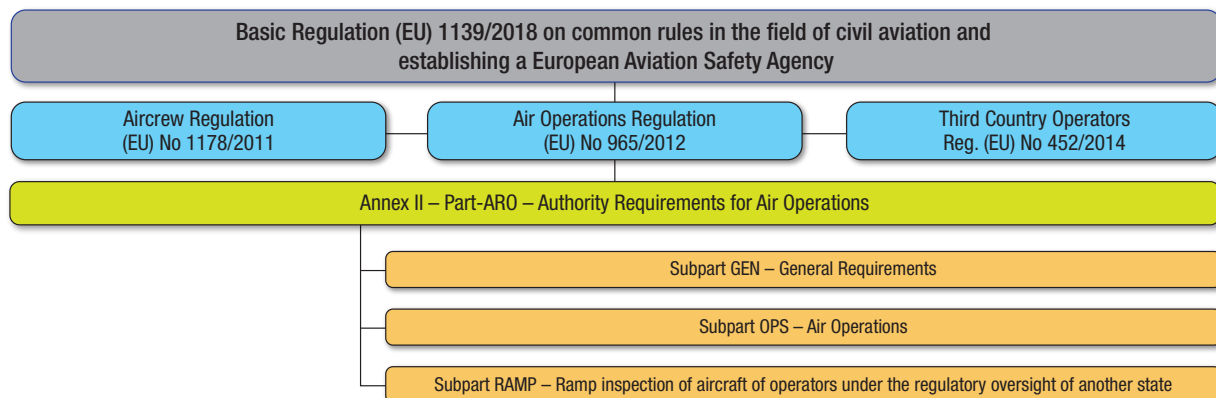 Basic Regulation (EU) 1139/2018 on common rules in the field of civil aviation and
establishing a European Aviation Safety Agency
Aircrew Regulation
(EU) No 1178/2011
Air Operations Regulation
(EU) No 965/2012
Third Country Operators
Reg. (EU) No 452/2014
Annex II – Part-ARO – Authority Requirements for Air Operations
Subpart GEN – General Requirements
Subpart OPS – Air Operations
Subpart RAMP – Ramp inspection of aircraft of operators under the regulatory oversight of another state